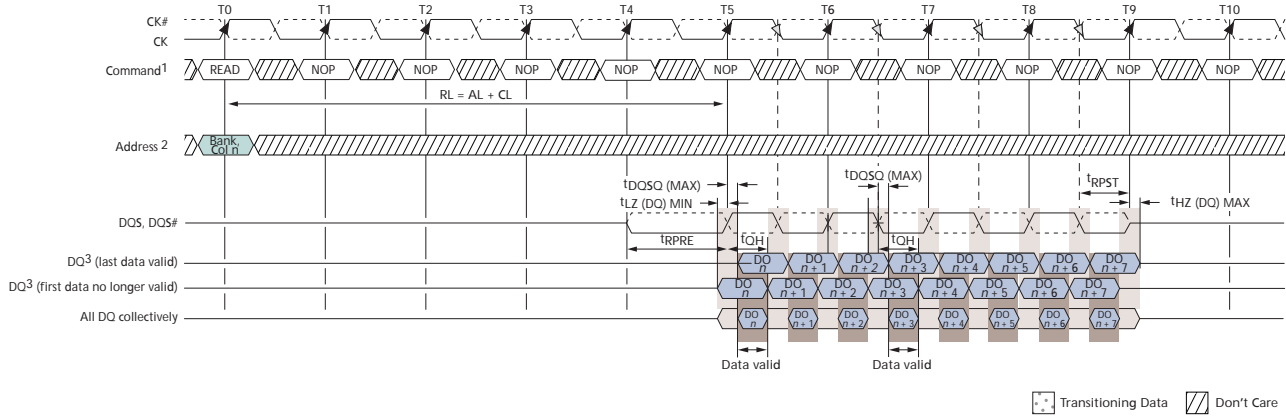 T0 T1 T2 T3 T4 T5 T6 T7 T8 T9 T10
CK#
CK
Command1 READ NOP NOP NOP NOP NOP NOP NOP NOP NOP NOP
RL = AL + CL
Address 2 Bank, Col n
tDQSQ (MAX) tDQSQ (MAX) tRPST
tLZ (DQ) MIN tHZ (DQ) MAX
DQS, DQS#
tRPRE tQH tQH
DQ3 (last data valid) DO n DO n + 1 DO n + 2 DO n + 3 DO n + 4 DO n + 5 DO n + 6 DO n + 7
DQ3 (first data no longer valid) DO n DO n + 1 DO n + 2 DO n + 3 DO n + 4 DO n + 5 DO n + 6 DO n + 7
All DQ collectively DO n DO n + 1 DO n + 2 DO n + 3 DO n + 4 DO n + 5 DO n + 6 DO n + 7
Data valid Data valid
Transitioning Data Don't Care